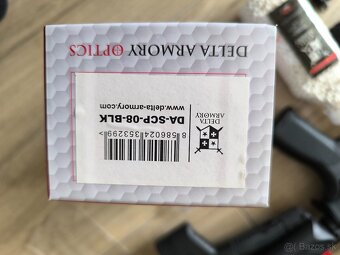 DELTA ARMORY OPTICS
DELTA
ARMORY
DA-SCP-08-BLK
www.delta-armory.com
8 586024 353299 >
© Bazos.sk